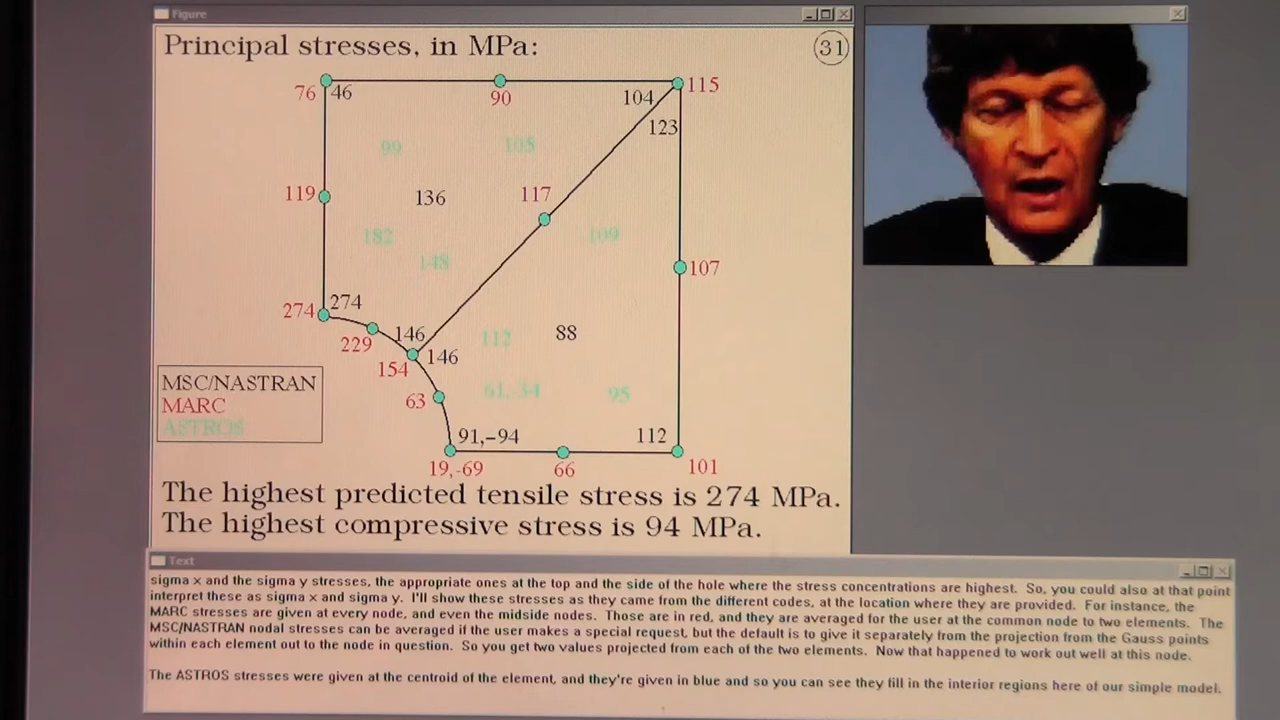 Figure
Principal stresses, in MPa:
31
76
46
90
104
115
123
99
105
119
136
117
182
148
109
107
274
274
229
146
146
154
112
88
63
61,-34
95
MSC/NASTRAN
MARC
ASTROS
91,-94
112
19,-69
66
101
The highest predicted tensile stress is 274 MPa.
The highest compressive stress is 94 MPa.
Text
sigma x and the sigma y stresses, the appropriate ones at the top and the side of the hole where the stress concentrations are highest. So, you could also at that point
interpret these as sigma x and sigma y. I'll show these stresses as they came from the different codes, at the location where they are provided. For instance, the
MARC stresses are given at every node, and even the midside nodes. Those are in red, and they are averaged for the user at the common node to two elements. The
MSC/NASTRAN nodal stresses can be averaged if the user makes a special request, but the default is to give it separately from the projection from the Gauss points
within each element out to the node in question. So you get two values projected from each of the two elements. Now that happened to work out well at this node.
The ASTROS stresses were given at the centroid of the element, and they're given in blue and so you can see they fill in the interior regions here of our simple model.